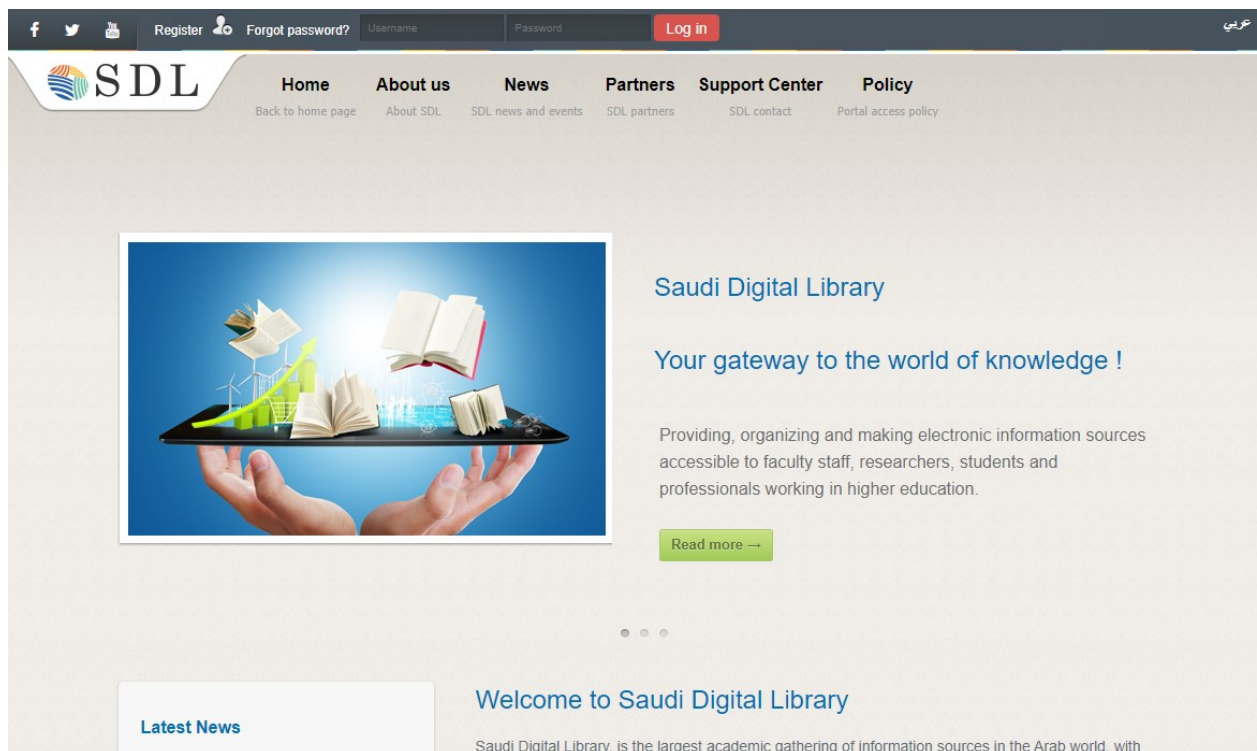 f You Tube Register Forgot password? Username Password Log in عربي
SDL
Home About us News Partners Support Center Policy
Back to home page About SDL SDL news and events SDL partners SDL contact Portal access policy
Saudi Digital Library
Your gateway to the world of knowledge !
Providing, organizing and making electronic information sources
accessible to faculty staff, researchers, students and
professionals working in higher education.
Read more →
Welcome to Saudi Digital Library
Latest News
Saudi Digital Library, is the largest academic gathering of information sources in the Arab world, with